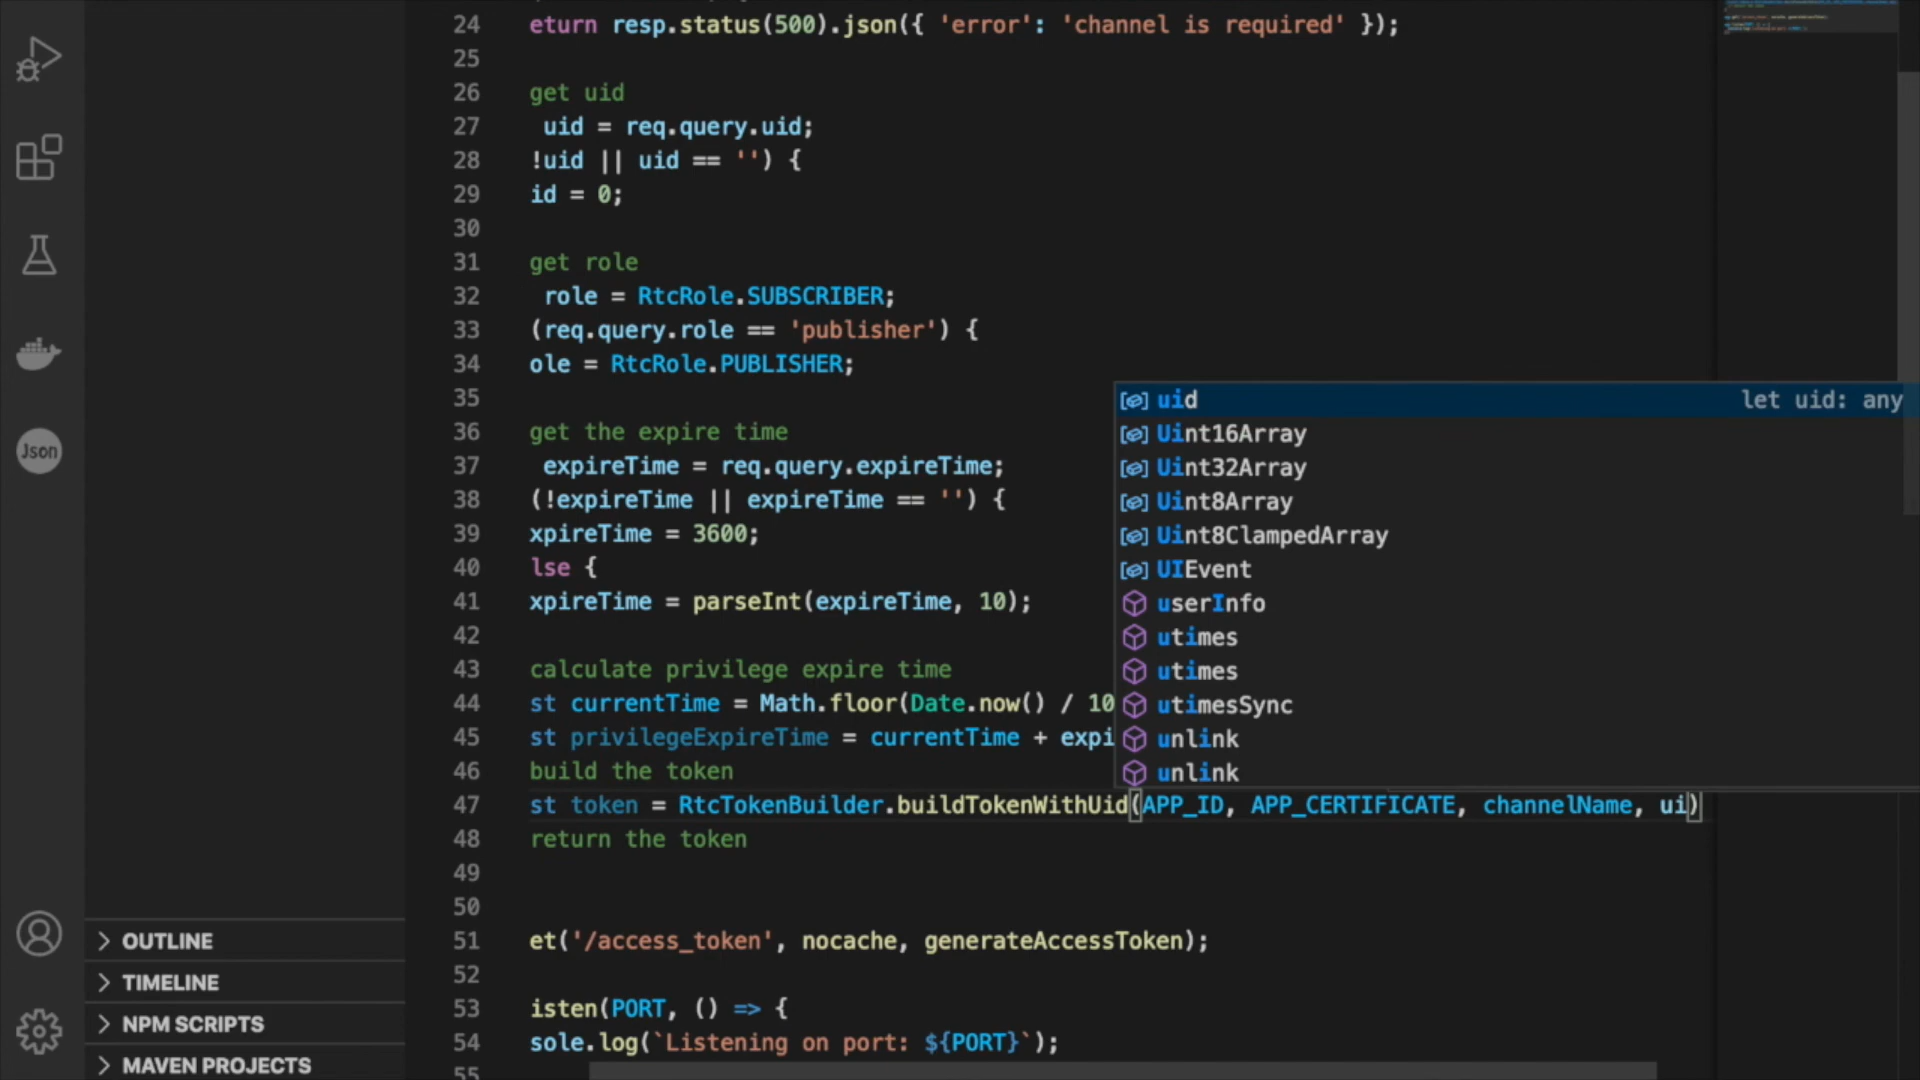 24 eturn resp.status(500).json({ 'error': 'channel is required' });
25
26 get uid
27 uid = req.query.uid;
28 !uid || uid == '') {
29 id = 0;
30
31 get role
32 role = RtcRole.SUBSCRIBER;
33 (req.query.role == 'publisher') {
34 ole = RtcRole.PUBLISHER;
35
36 get the expire time
37 expireTime = req.query.expireTime;
38 (!expireTime || expireTime == '') {
39 xpireTime = 3600;
40 lse {
41 xpireTime = parseInt(expireTime, 10);
42
43 calculate privilege expire time
44 st currentTime = Math.floor(Date.now() / 10
45 st privilegeExpireTime = currentTime + expi
46 build the token
47 st token = RtcTokenBuilder.buildTokenWithUid(APP_ID, APP_CERTIFICATE, channelName, ui)
48 return the token
49
50
51 et('/access_token', nocache, generateAccessToken);
52
53 isten(PORT, () => {
54 sole.log(`Listening on port: ${PORT}`);
55
uid let uid: any
Uint16Array
Uint32Array
Uint8Array
Uint8ClampedArray
UIEvent
userInfo
utimes
utimes
utimesSync
unlink
unlink
Json
OUTLINE
TIMELINE
NPM SCRIPTS
MAVEN PROJECTS